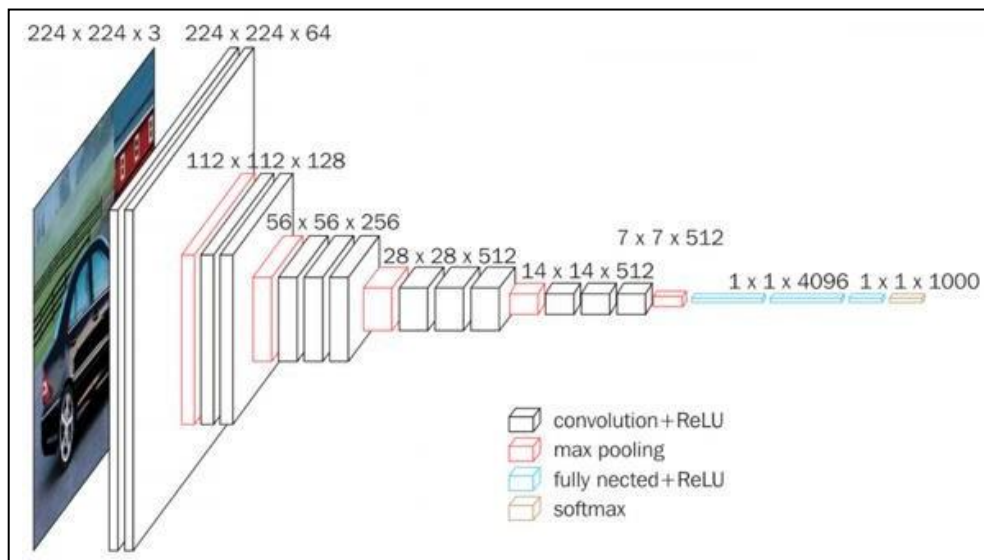 224 x 224 x 3
224 x 224 x 64
112 x 112 x 128
56 x 56 x 256
28 x 28 x 512
14 x 14 x 512
7 x 7 x 512
1 x 1 x 4096
1 x 1 x 1000
convolution+ReLU
max pooling
fully nected+ReLU
softmax